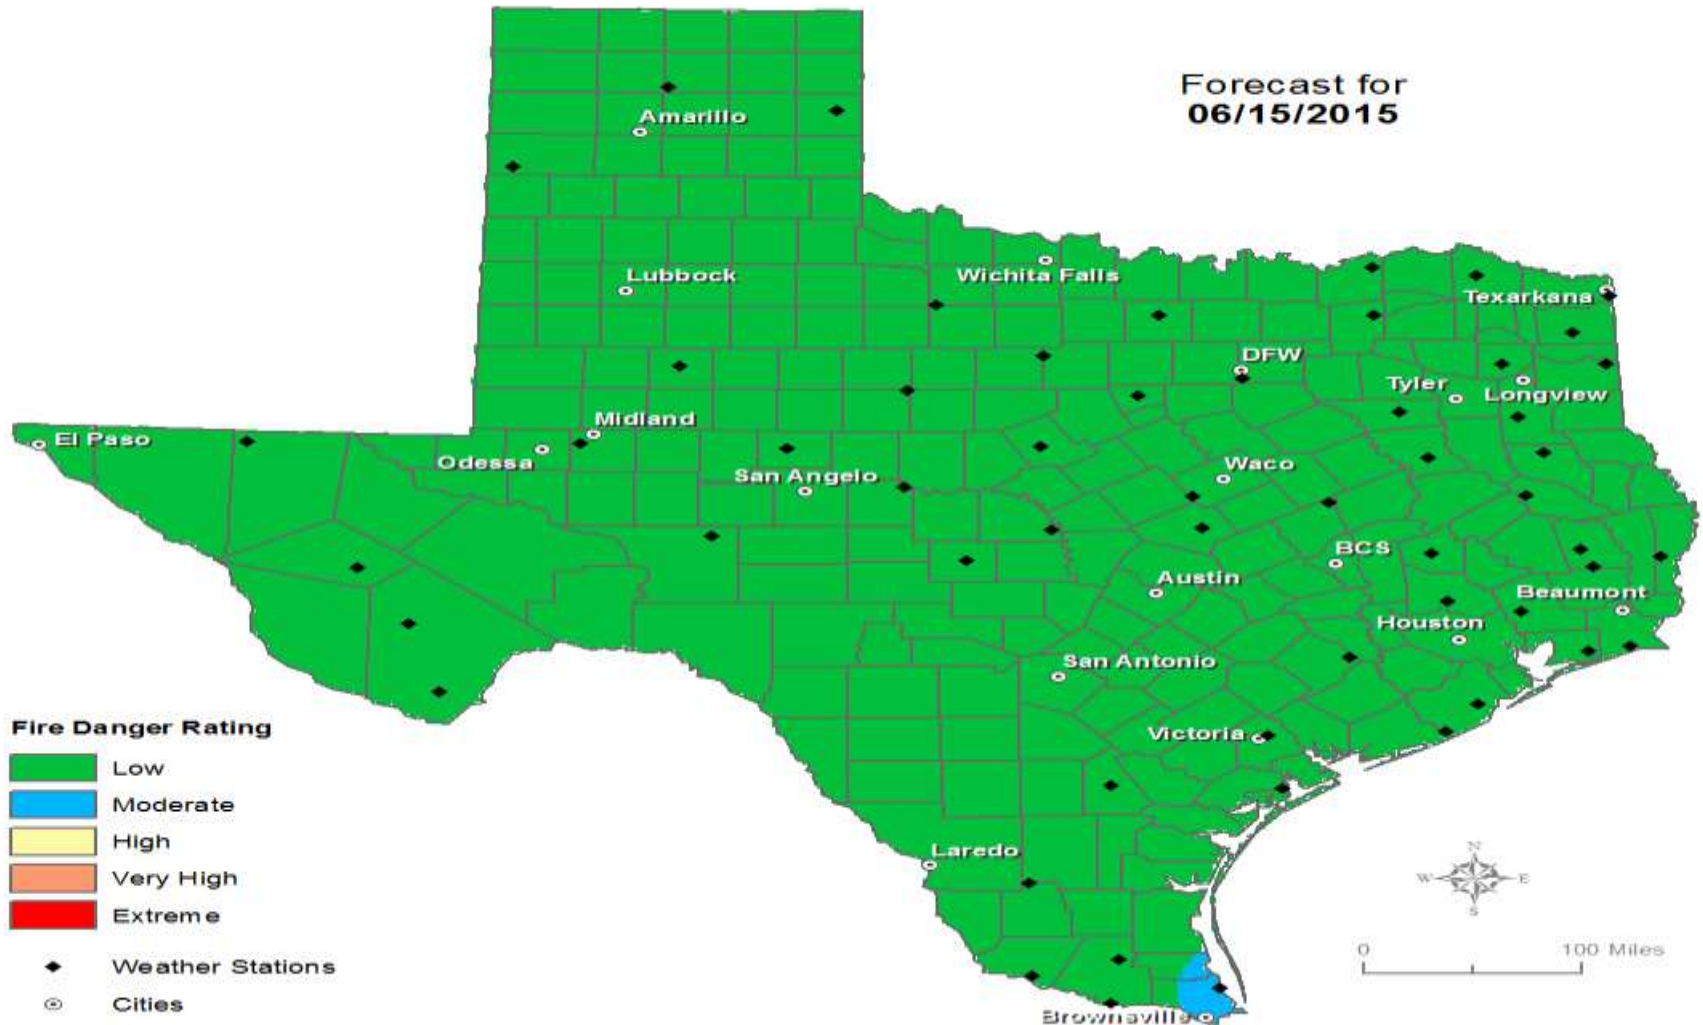 Forecast for
06/15/2015
Amarillo
Lubbock
Wichita Falls
Texarkana
DFW
Tyler
Longview
Midland
El Paso
Odessa
San Angelo
Waco
BCS
Austin
Beaumont
Houston
San Antonio
Victoria
Laredo
Brownsville
Fire Danger Rating
Low
Moderate
High
Very High
Extreme
Weather Stations
Cities
N
W E
S
0 100 Miles